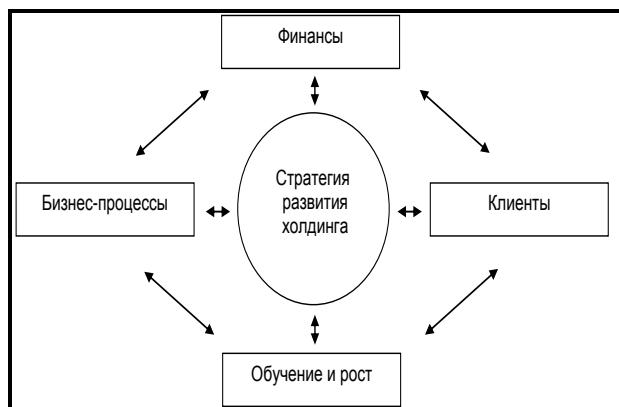 Финансы
Бизнес-процессы
Стратегия
развития
холдинга
Клиенты
Обучение и рост